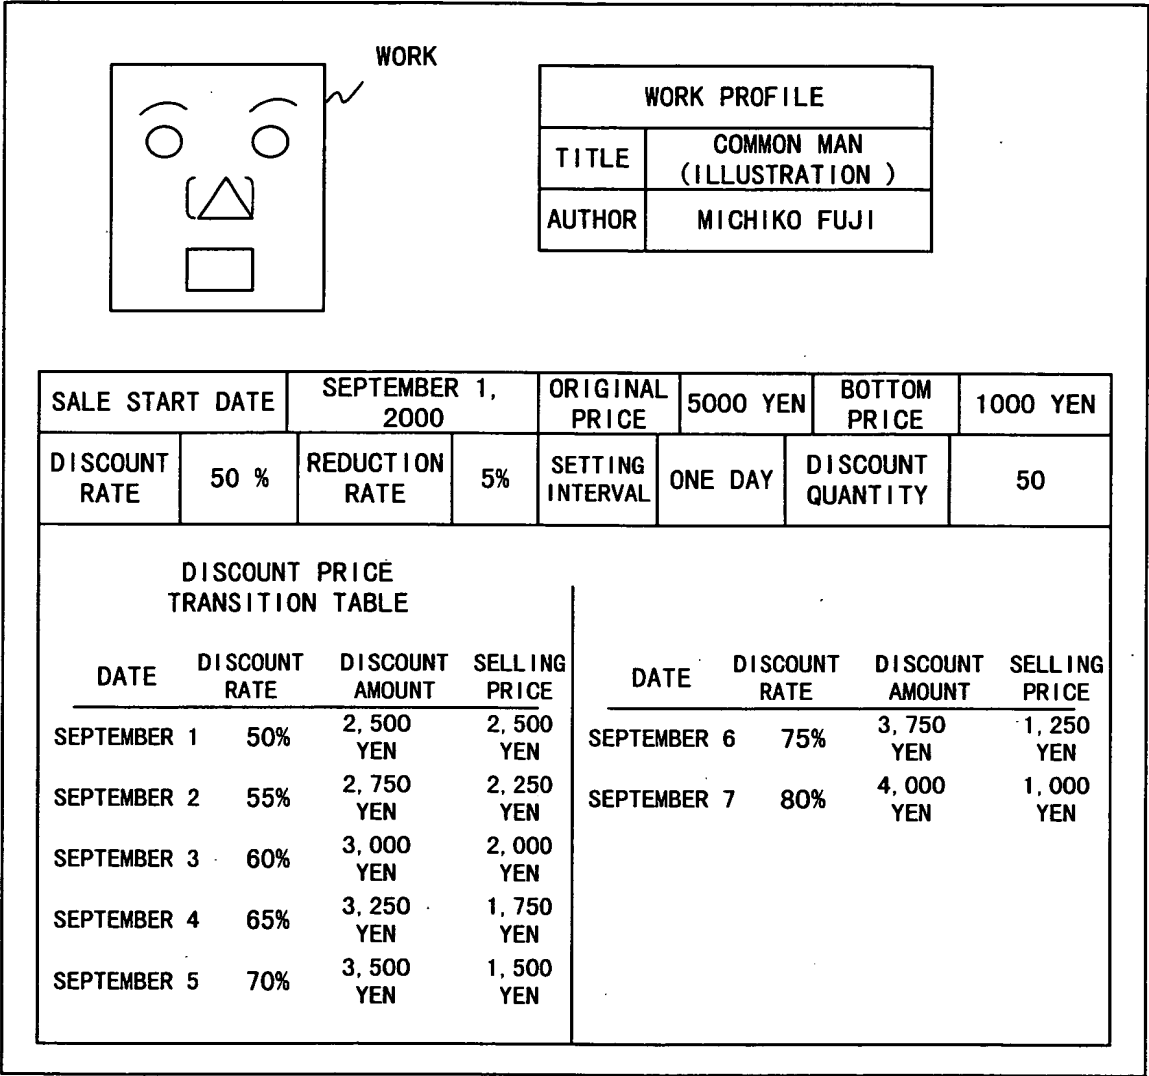 WORK
WORK PROFILE
TITLE
COMMON MAN
(ILLUSTRATION )
AUTHOR
MICHIKO FUJI
SALE START DATE
SEPTEMBER 1,
2000
ORIGINAL
PRICE
5000 YEN
BOTTOM
PRICE
1000 YEN
DISCOUNT
RATE
50 %
REDUCTION
RATE
5%
SETTING
INTERVAL
ONE DAY
DISCOUNT
QUANTITY
50
DISCOUNT PRICE
TRANSITION TABLE
DATE
DISCOUNT
RATE
DISCOUNT
AMOUNT
SELLING
PRICE
SEPTEMBER 1
50%
2,500
YEN
2,500
YEN
SEPTEMBER 2
55%
2,750
YEN
2,250
YEN
SEPTEMBER 3
60%
3,000
YEN
2,000
YEN
SEPTEMBER 4
65%
3,250
YEN
1,750
YEN
SEPTEMBER 5
70%
3,500
YEN
1,500
YEN
DATE
DISCOUNT
RATE
DISCOUNT
AMOUNT
SELLING
PRICE
SEPTEMBER 6
75%
3,750
YEN
1,250
YEN
SEPTEMBER 7
80%
4,000
YEN
1,000
YEN